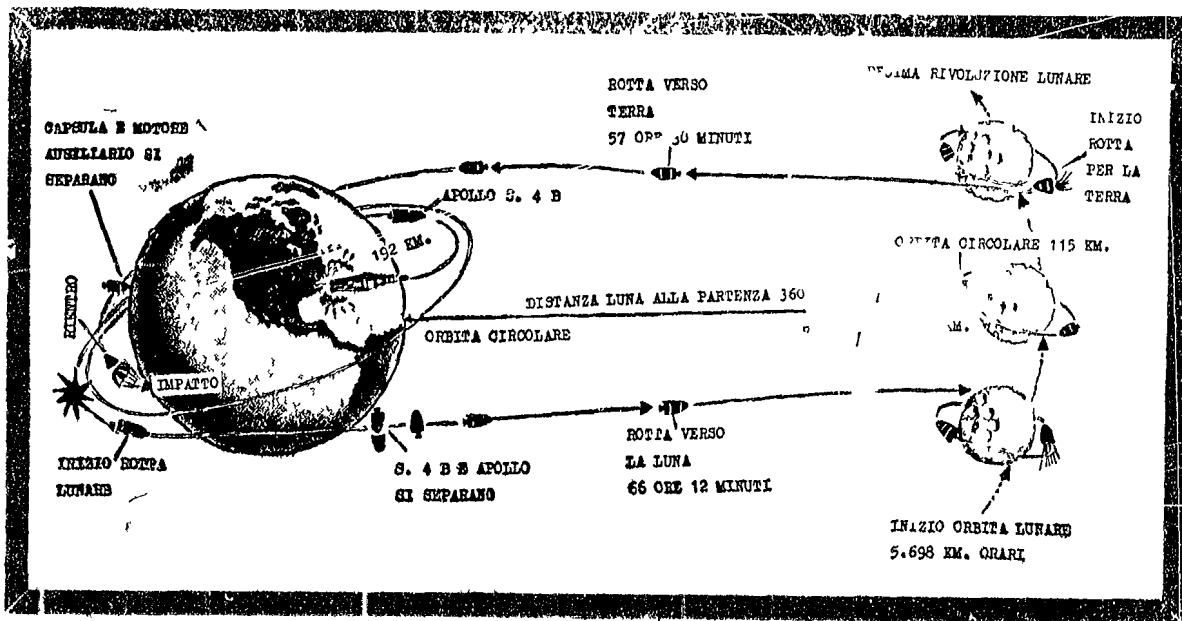 CAPSULA E MOTORE
AUSILIARIO SI
SEPARANO
ROTTA VERSO
TERRA
57 ORE 30 MINUTI
RIVOLUZIONE LUNARE
INIZIO
ROTTA
PER LA
TERRA
APOLLO S. 4 B
192 KM.
ORBITA CIRCOLARE 115 KM.
RIENTRO
DISTANZA LUNA ALLA PARTENZA 360
KM.
ORBITA CIRCOLARE
IMPATTO
INIZIO ROTTA
LUNARE
S. 4 B E APOLLO
SI SEPARANO
ROTTA VERSO
LA LUNA
66 ORE 12 MINUTI
INIZIO ORBITA LUNARE
5.698 KM. ORARI